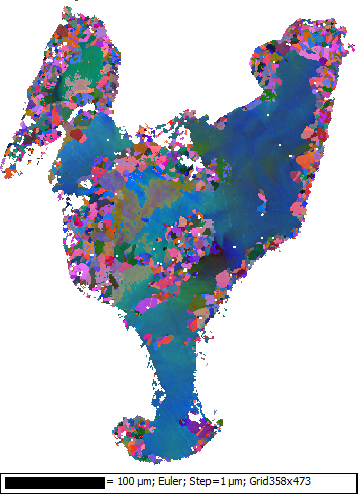 = 100 µm; Euler; Step=1 µm; Grid358x473